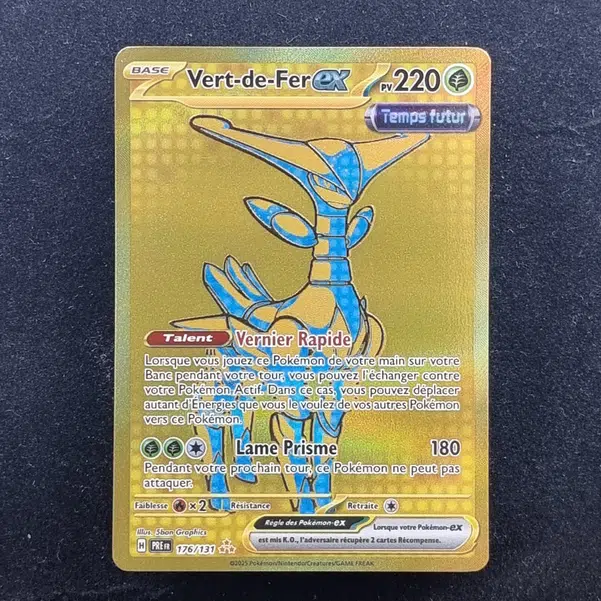 BASE Vert-de-Fer ex PV 220
Temps futur
Talent Vernier Rapide
Lorsque vous jouez ce Pokémon de votre main sur votre
Banc pendant votre tour, vous pouvez l'échanger contre
votre Pokémon Actif. Dans ce cas, vous pouvez déplacer
autant d'Énergies que vous le voulez de vos autres Pokémon
vers ce Pokémon.
Lame Prisme 180
Pendant votre prochain tour, ce Pokémon ne peut pas
attaquer.
Faiblesse ×2 Résistance Retraite
Illus. 5ban Graphics
Règle des Pokémon-ex Lorsque votre Pokémon-ex
est mis K.O., l'adversaire récupère 2 cartes Récompense.
H PRE FR 176/131
©2025 Pokémon/Nintendo/Creatures/GAME FREAK